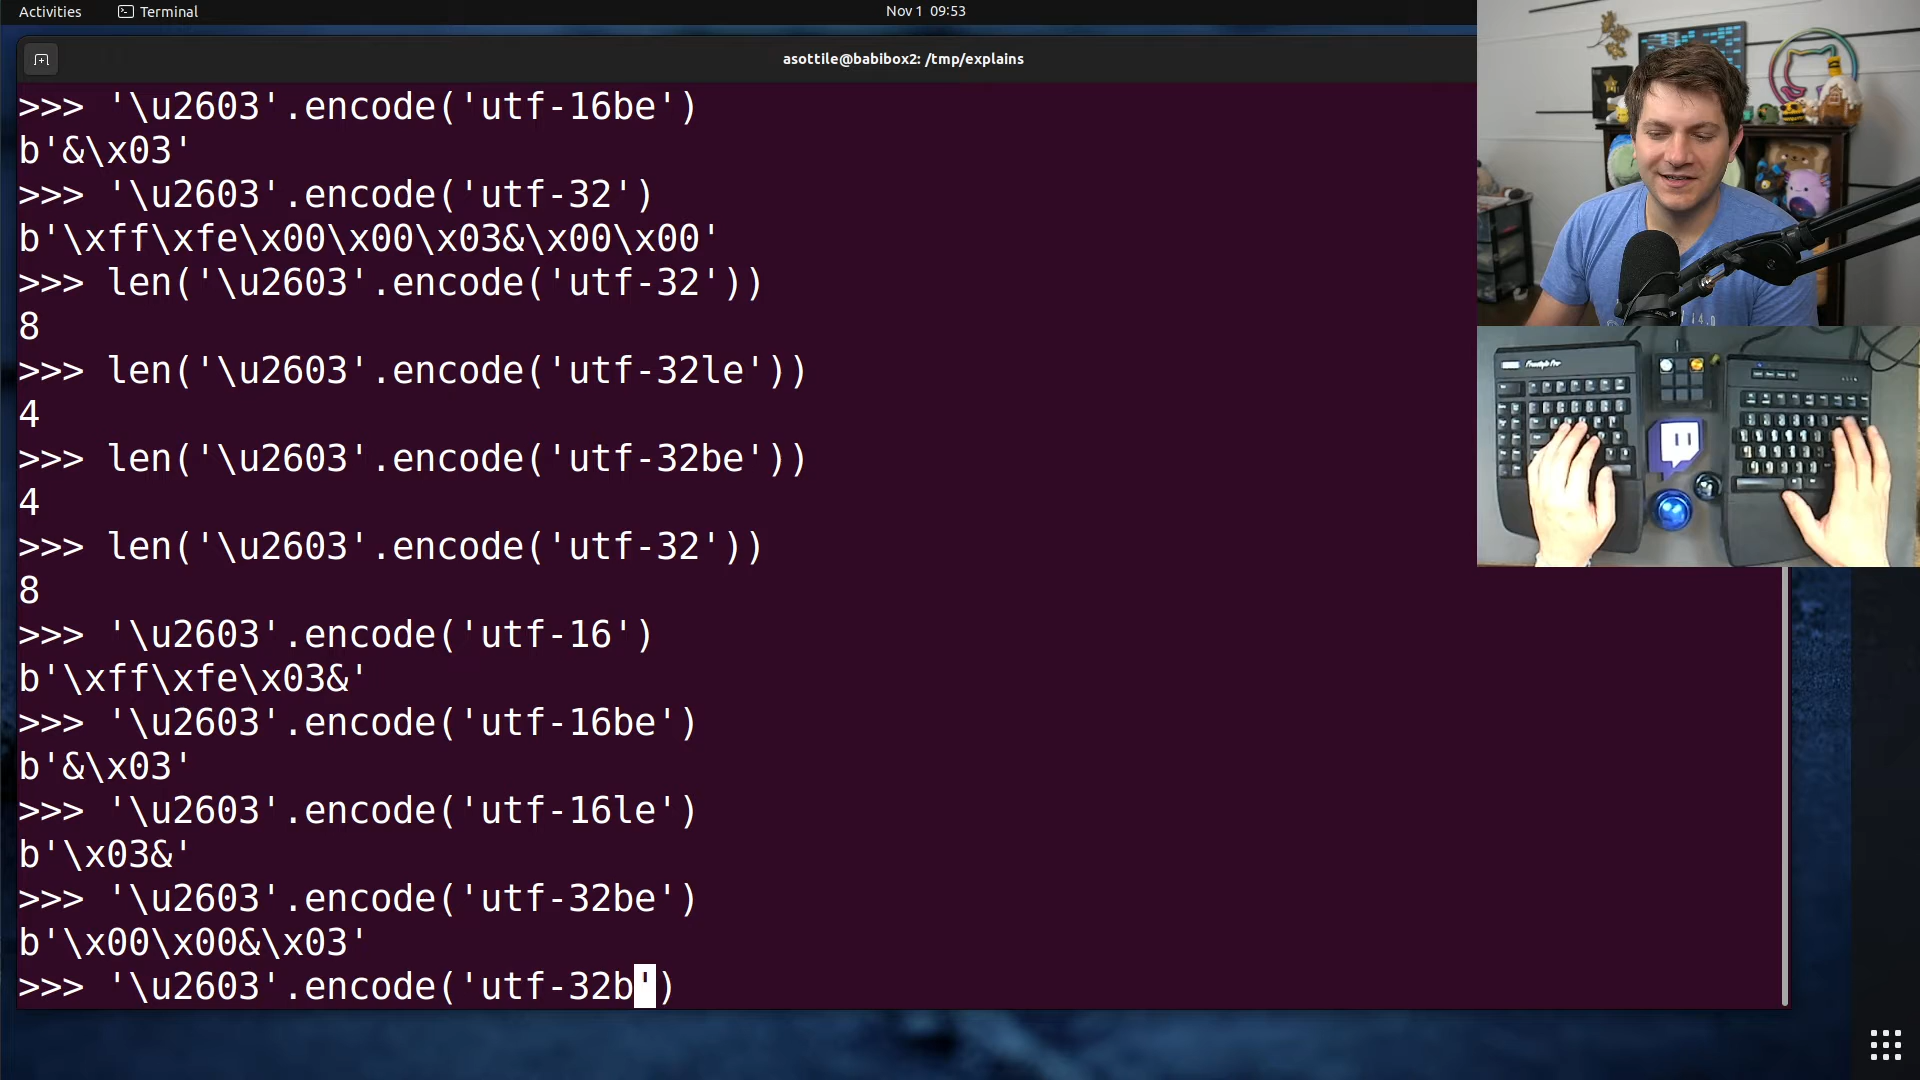 Activities
Terminal
Nov 1 09:53
asottile@babibox2: /tmp/explains
>>> '\u2603'.encode('utf-16be')
b'&\x03'
>>> '\u2603'.encode('utf-32')
b'\xff\xfe\x00\x00\x03&\x00\x00'
>>> len('\u2603'.encode('utf-32'))
8
>>> len('\u2603'.encode('utf-32le'))
4
>>> len('\u2603'.encode('utf-32be'))
4
>>> len('\u2603'.encode('utf-32'))
8
>>> '\u2603'.encode('utf-16')
b'\xff\xfe\x03&'
>>> '\u2603'.encode('utf-16be')
b'&\x03'
>>> '\u2603'.encode('utf-16le')
b'\x03&'
>>> '\u2603'.encode('utf-32be')
b'\x00\x00&\x03'
>>> '\u2603'.encode('utf-32b')
Freestyle Pro